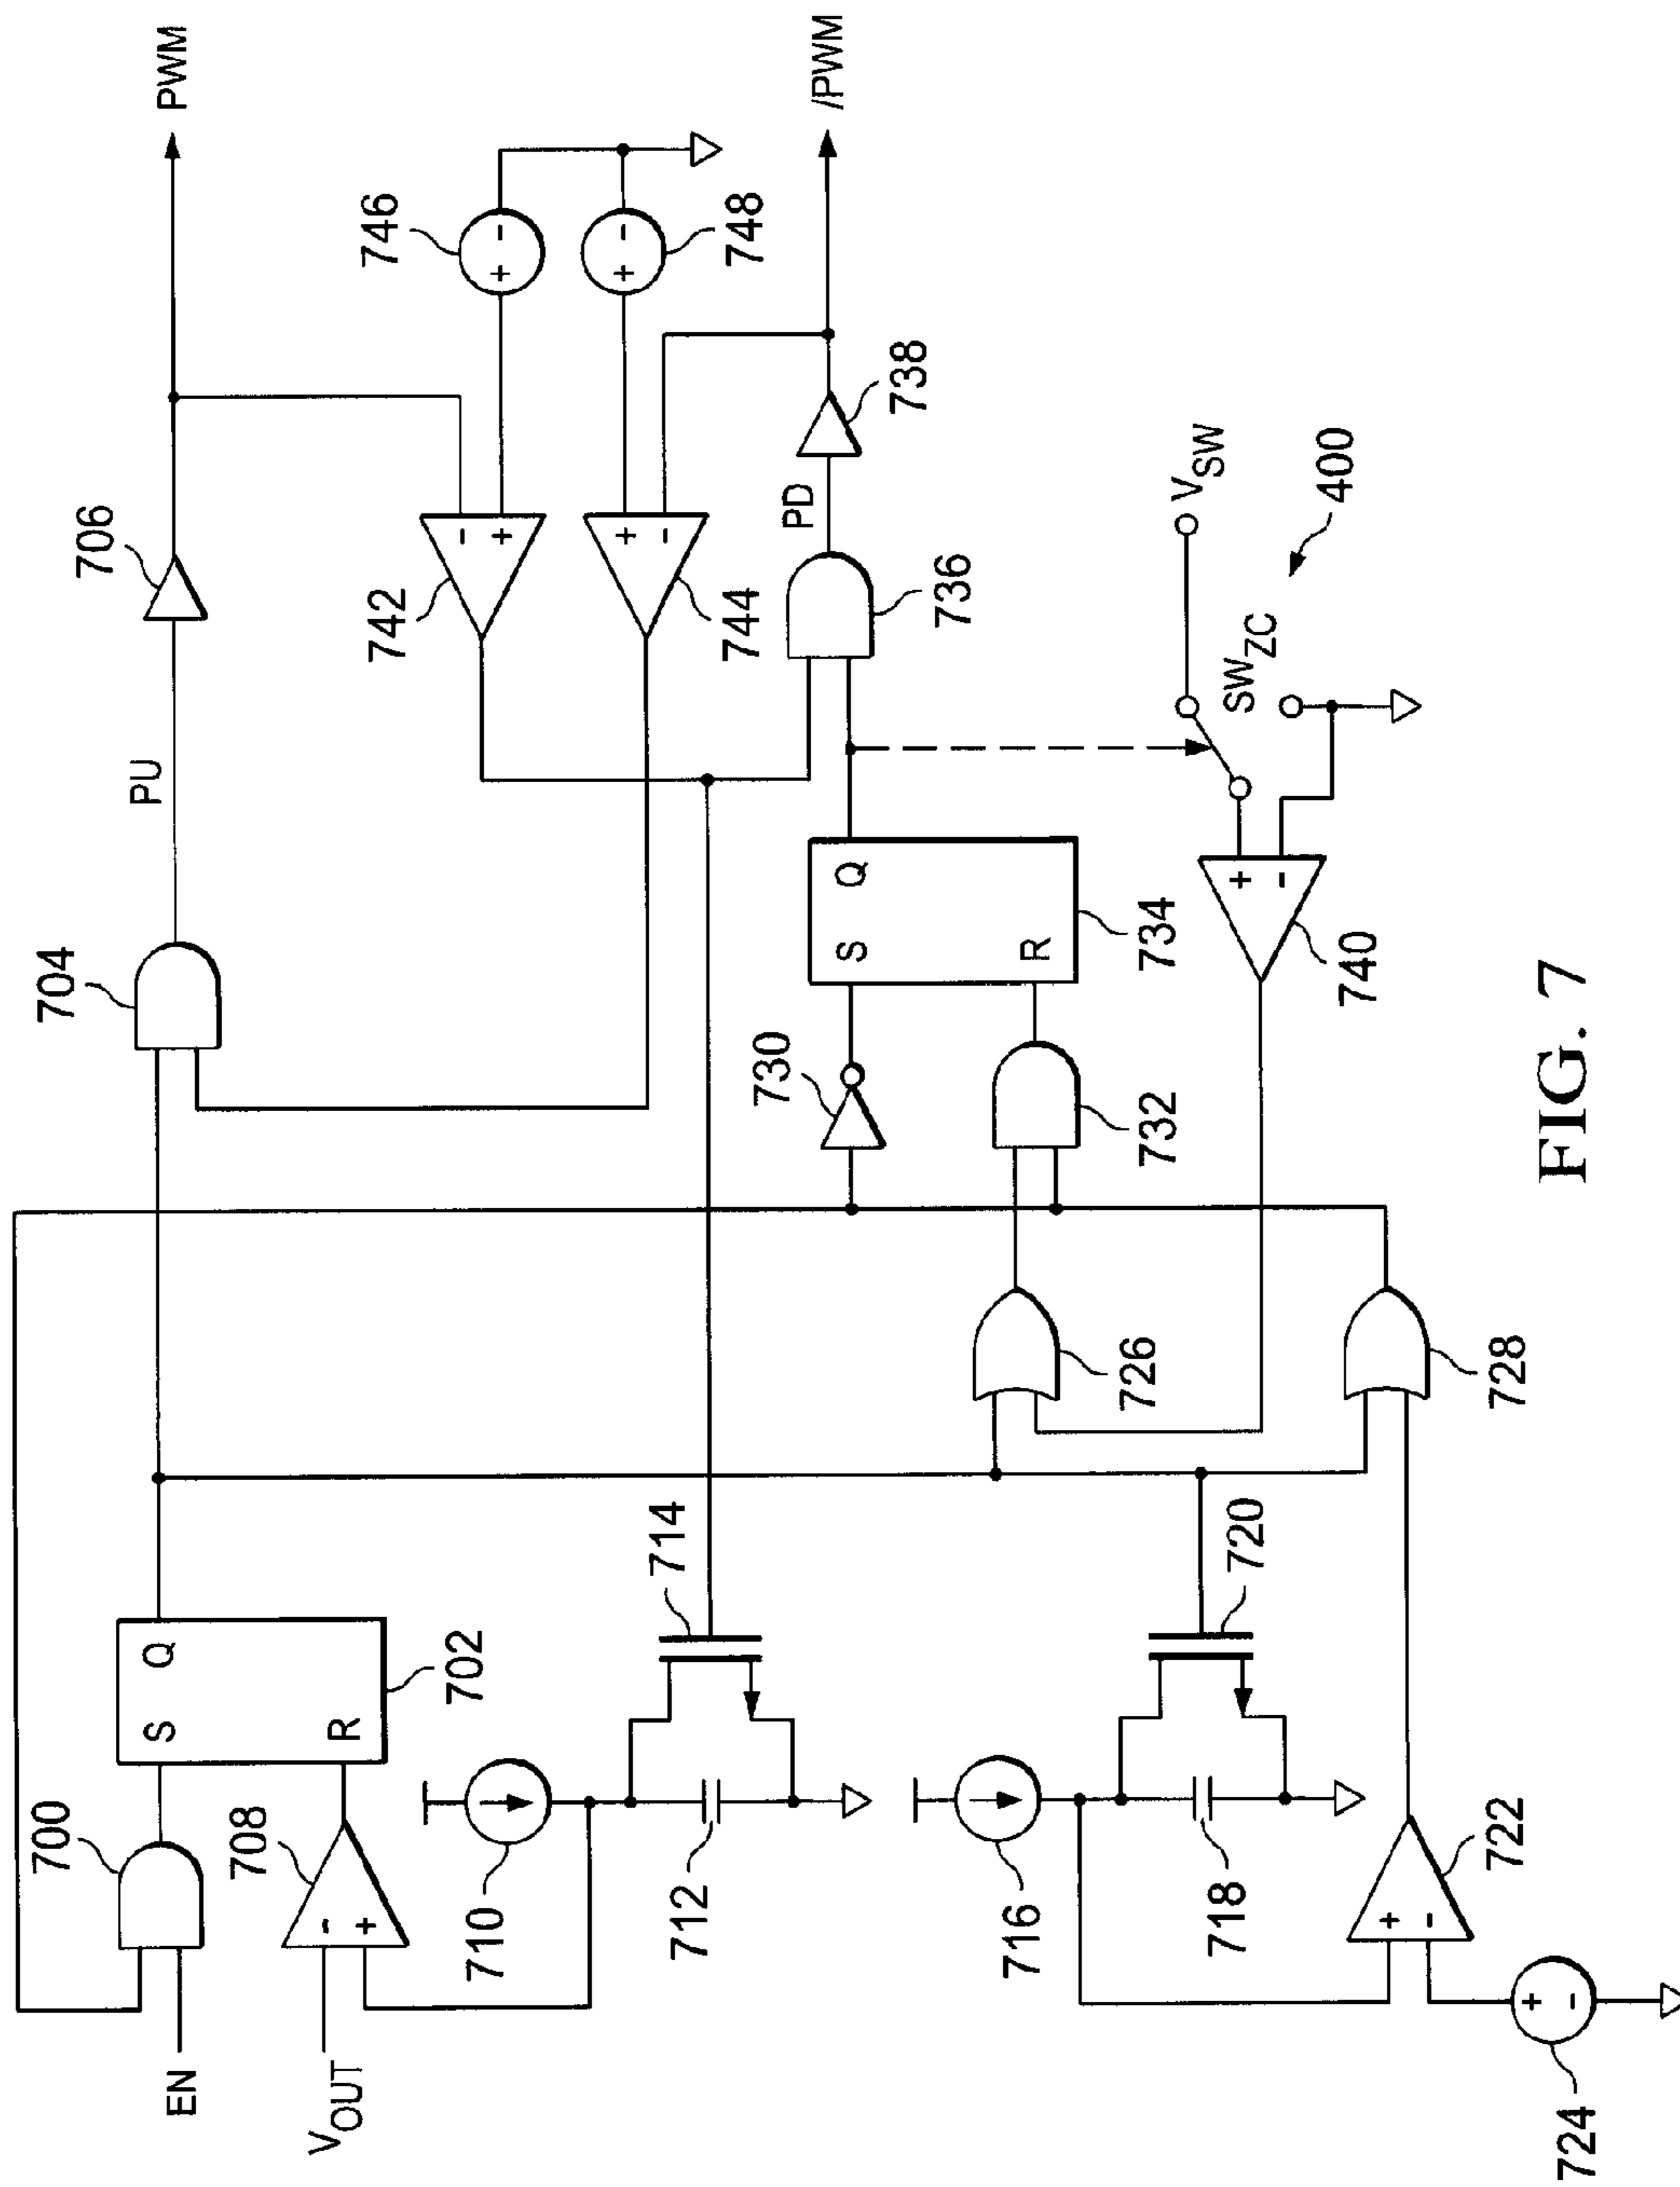 EN
V_OUT
700
S
Q
R
702
708
-
+
710
712
714
716
718
720
722
+
-
724
+
-
726
728
704
PU
706
PWM
730
732
S
Q
R
734
736
PD
738
/PWM
740
+
-
742
-
+
744
+
-
746
+
-
748
+
-
V_SW
SW_ZC
400
FIG. 7